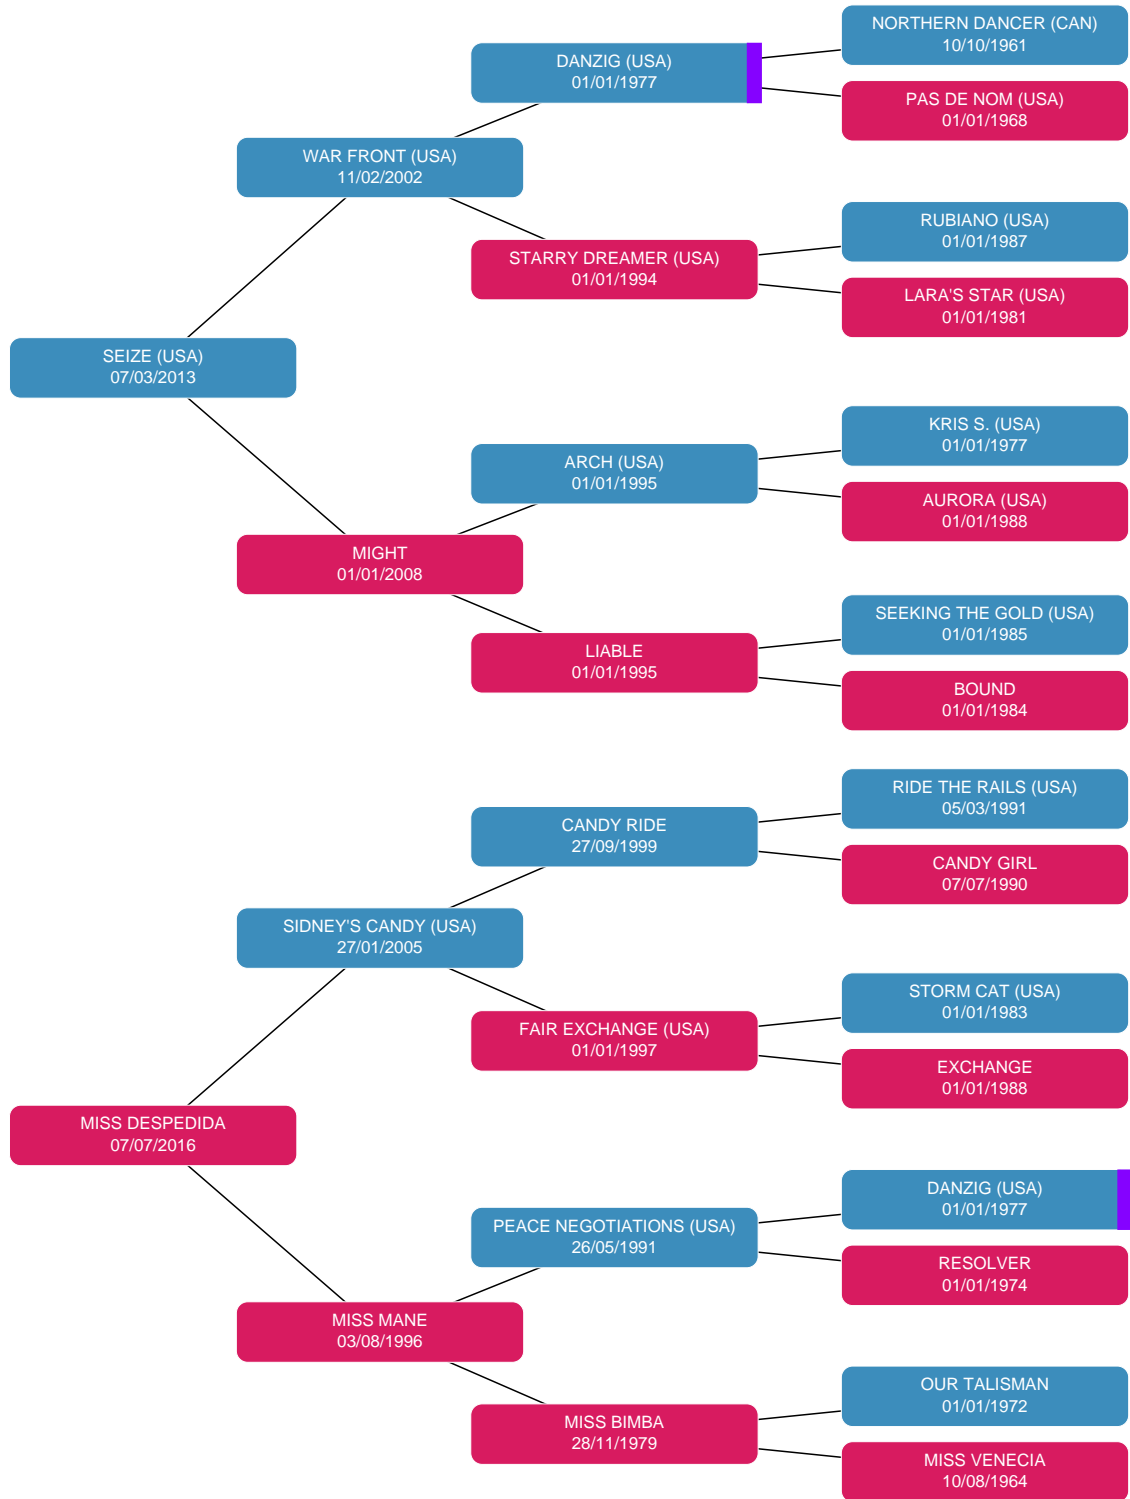 NORTHERN DANCER (CAN)
10/10/1961
DANZIG (USA)
01/01/1977
PAS DE NOM (USA)
01/01/1968
WAR FRONT (USA)
11/02/2002
RUBIANO (USA)
01/01/1987
STARRY DREAMER (USA)
01/01/1994
LARA'S STAR (USA)
01/01/1981
SEIZE (USA)
07/03/2013
KRIS S. (USA)
01/01/1977
ARCH (USA)
01/01/1995
AURORA (USA)
01/01/1988
MIGHT
01/01/2008
SEEKING THE GOLD (USA)
01/01/1985
LIABLE
01/01/1995
BOUND
01/01/1984
RIDE THE RAILS (USA)
05/03/1991
CANDY RIDE
27/09/1999
CANDY GIRL
07/07/1990
SIDNEY'S CANDY (USA)
27/01/2005
STORM CAT (USA)
01/01/1983
FAIR EXCHANGE (USA)
01/01/1997
EXCHANGE
01/01/1988
MISS DESPEDIDA
07/07/2016
DANZIG (USA)
01/01/1977
PEACE NEGOTIATIONS (USA)
26/05/1991
RESOLVER
01/01/1974
MISS MANE
03/08/1996
OUR TALISMAN
01/01/1972
MISS BIMBA
28/11/1979
MISS VENECIA
10/08/1964